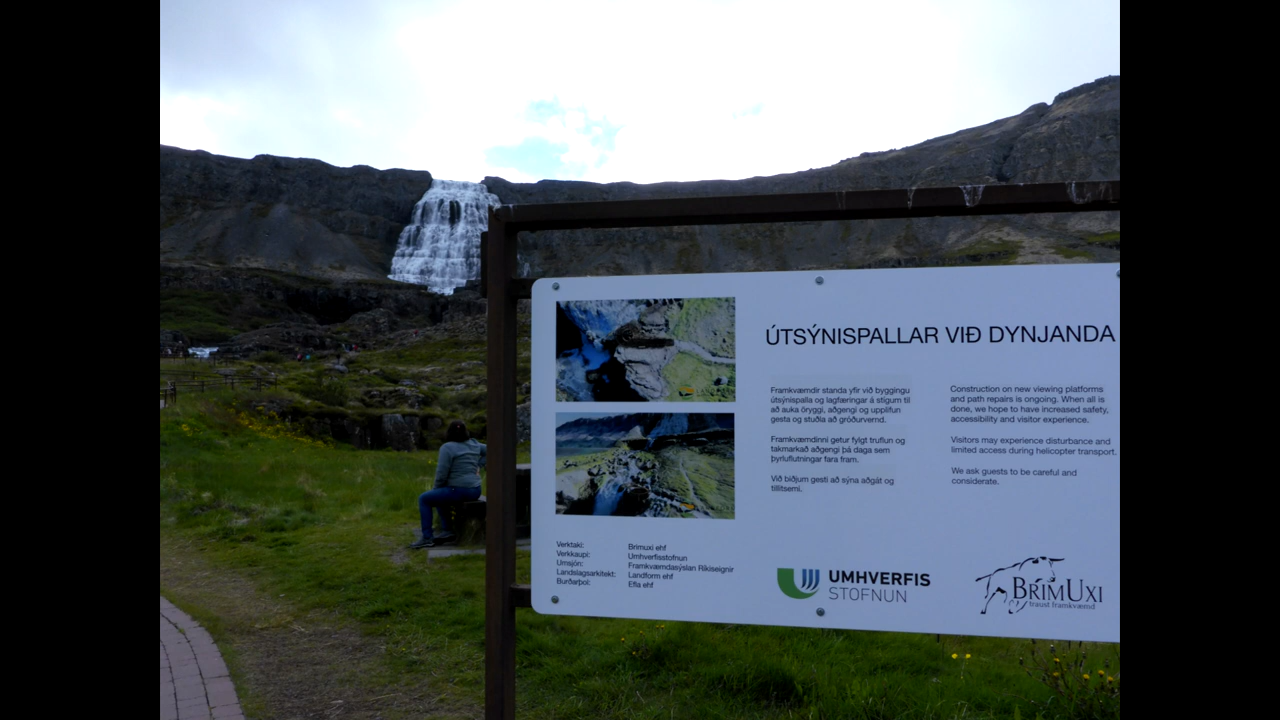 ÚTSÝNISPALLAR VIÐ DYNJANDA
Framkvæmdir standa yfir við byggingu
útsýnispalla og lagfæringar á stígum til
að auka öryggi, aðgengi og upplifun
gesta og stuðla að gróðurvernd.
Framkvæmdinni getur fylgt truflun og
takmarkað aðgengi þá daga sem
þyrluflutningar fara fram.
Við biðjum gesti að sýna aðgát og
tillitsemi.
Construction on new viewing platforms
and path repairs is ongoing. When all is
done, we hope to have increased safety,
accessibility and visitor experience.
Visitors may experience disturbance and
limited access during helicopter transport.
We ask guests to be careful and
considerate.
Verktaki: Brimuxi ehf
Verkkaupi: Umhverfisstofnun
Umsjón: Framkvæmdasýslan Ríkiseignir
Landslagsarkitekt: Landform ehf
Burðarþol: Efla ehf
UMHVERFIS
STOFNUN
BRIMUXI
traust framkvæmd